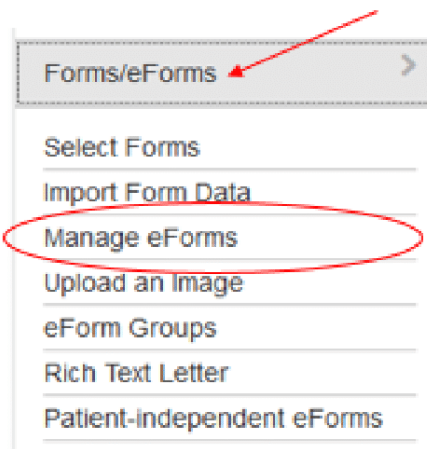 Forms/eForms
Select Forms
Import Form Data
Manage eForms
Upload an Image
eForm Groups
Rich Text Letter
Patient-independent eForms